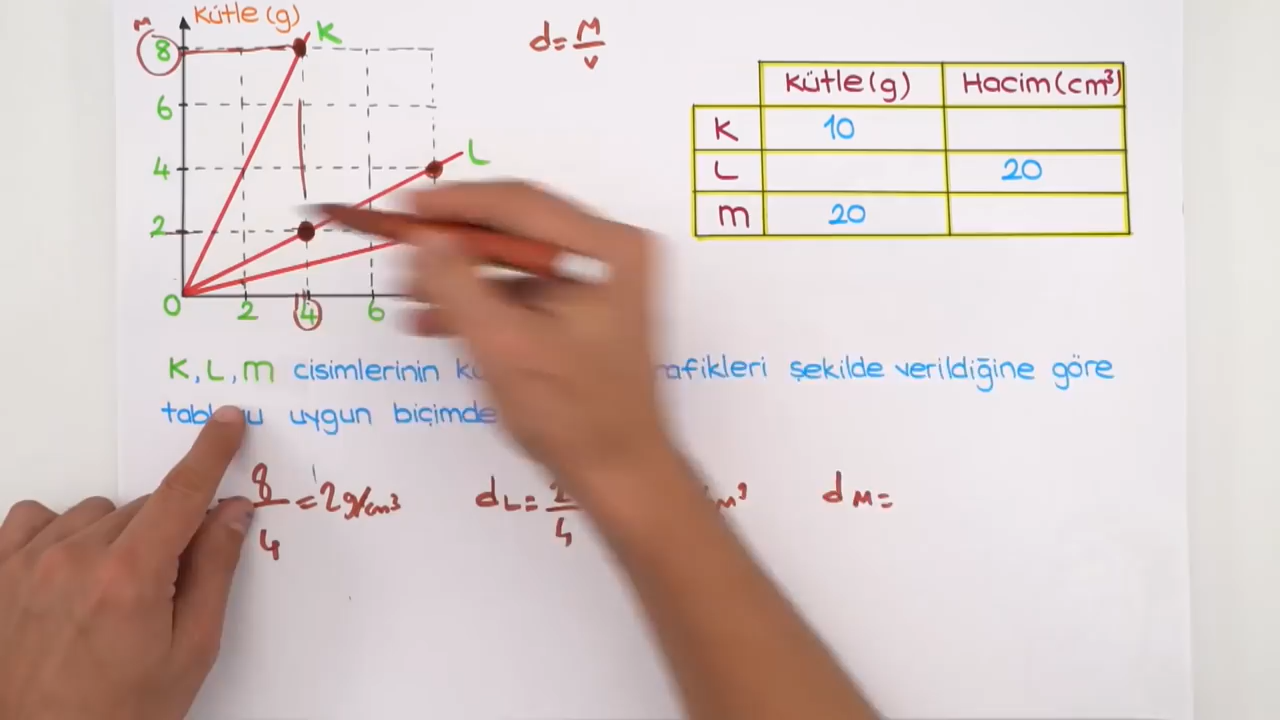 m Kütle(g)
K
8
6
4
2
0
2
4
6
L
d = M
v
Kütle(g) Hacim(cm³)
K 10
L 20
m 20
K, L, m cisimlerinin şekilde verildiğine göre
uygun biçimde
8
4
= 2g/cm³
dL =
4
dM =